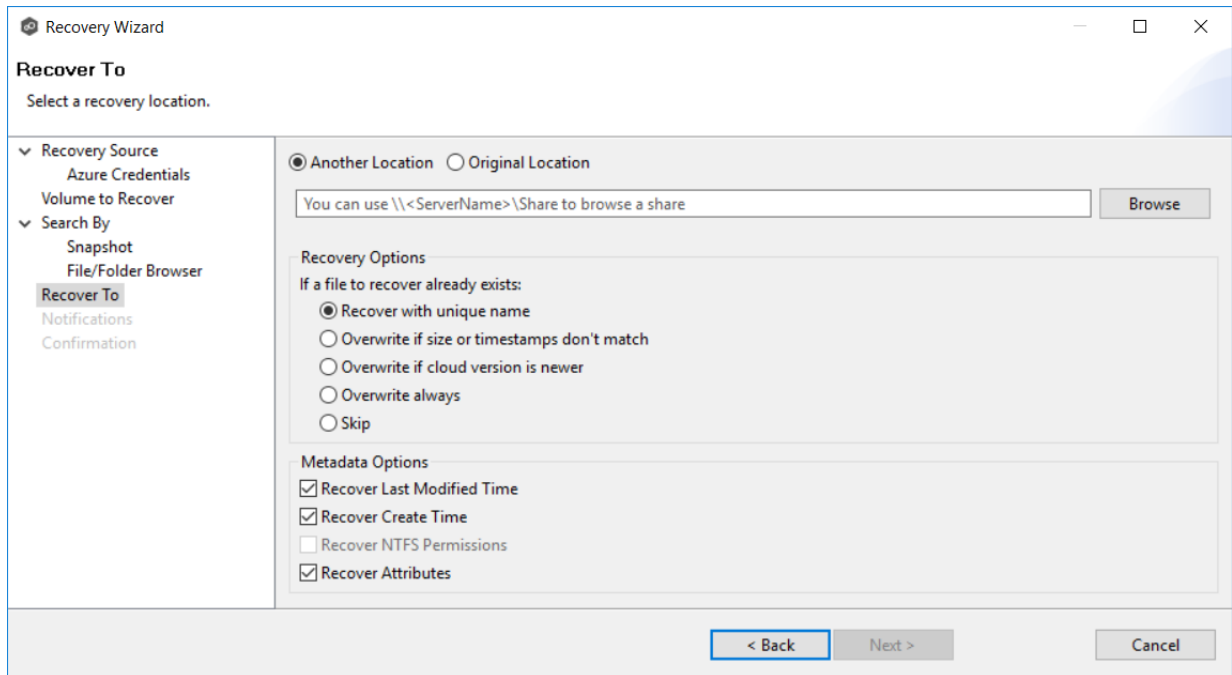 Recovery Wizard
Recover To
Select a recovery location.
Recovery Source
Azure Credentials
Volume to Recover
Search By
Snapshot
File/Folder Browser
Recover To
Notifications
Confirmation
Another Location Original Location
You can use \\<ServerName>\Share to browse a share Browse
Recovery Options
If a file to recover already exists:
Recover with unique name
Overwrite if size or timestamps don't match
Overwrite if cloud version is newer
Overwrite always
Skip
Metadata Options
Recover Last Modified Time
Recover Create Time
Recover NTFS Permissions
Recover Attributes
< Back Next > Cancel